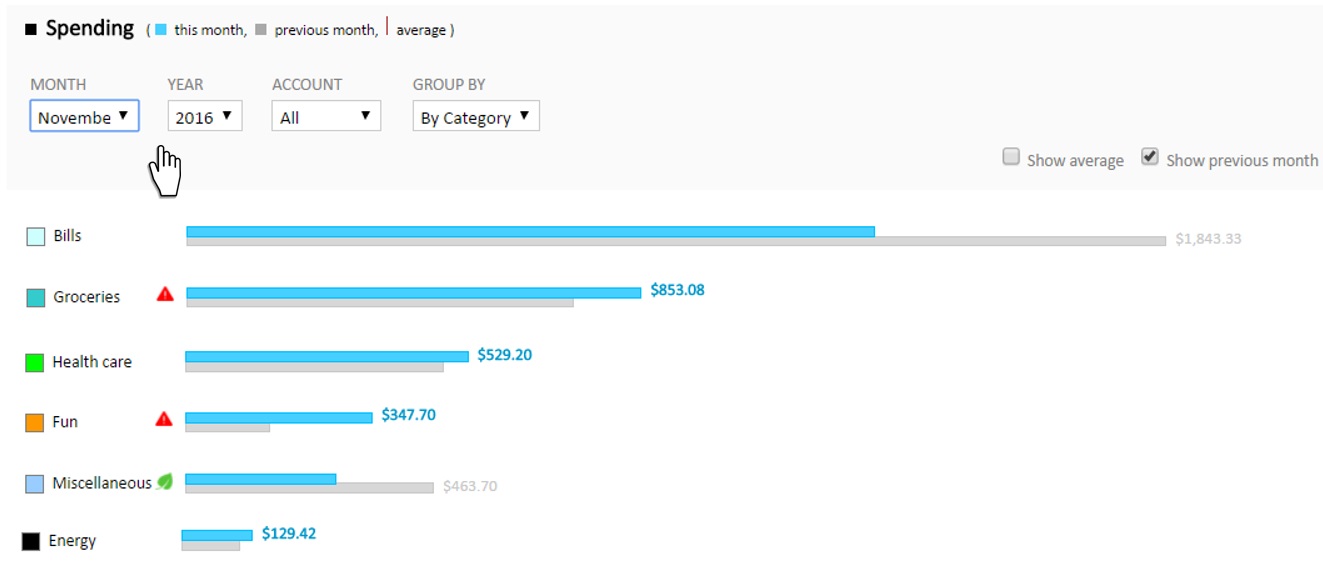 Spending ( this month, previous month, average )
MONTH YEAR ACCOUNT GROUP BY
Novembe 2016 All By Category
Show average Show previous month
Bills $1,843.33
Groceries $853.08
Health care $529.20
Fun $347.70
Miscellaneous $463.70
Energy $129.42